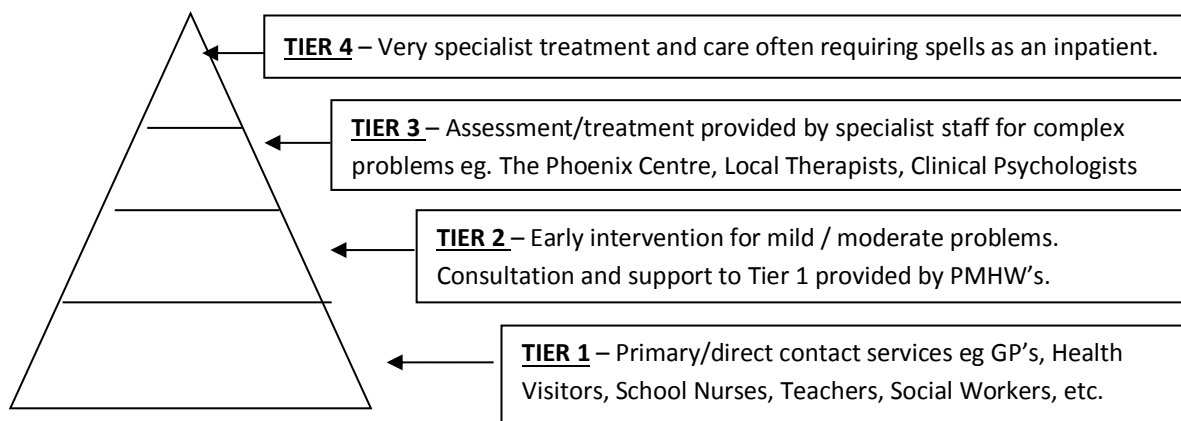 TIER 4 – Very specialist treatment and care often requiring spells as an inpatient.
TIER 3 – Assessment/treatment provided by specialist staff for complex
problems eg. The Phoenix Centre, Local Therapists, Clinical Psychologists
TIER 2 – Early intervention for mild / moderate problems.
Consultation and support to Tier 1 provided by PMHW’s.
TIER 1 – Primary/direct contact services eg GP’s, Health
Visitors, School Nurses, Teachers, Social Workers, etc.